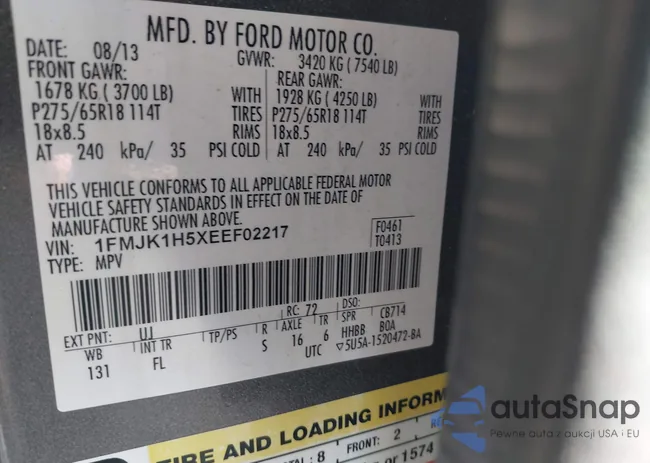 MFD. BY FORD MOTOR CO.
DATE: 08/13 GVWR: 3420 KG ( 7540 LB)
FRONT GAWR: REAR GAWR:
1678 KG ( 3700 LB) WITH 1928 KG ( 4250 LB) WITH
P275/65R18 114T TIRES P275/65R18 114T TIRES
18x8.5 RIMS 18x8.5 RIMS
AT 240 kPa/ 35 PSI COLD AT 240 kPa/ 35 PSI COLD
THIS VEHICLE CONFORMS TO ALL APPLICABLE FEDERAL MOTOR
VEHICLE SAFETY STANDARDS IN EFFECT ON THE DATE OF
MANUFACTURE SHOWN ABOVE.
VIN: 1FMJK1H5XEEF02217 F0461
TYPE: MPV T0413
EXT PNT: UJ RC: 72 DSO:
WB INT TR TP/PS R AXLE TR SPR CB714
131 FL S 16 6 HHBB BOA
UTC ▽5U5A-1520472-BA
TIRE AND LOADING INFORM
: 8 FRONT: 2
or 1574
autaSnap
Pewne auta z aukcji USA i EU